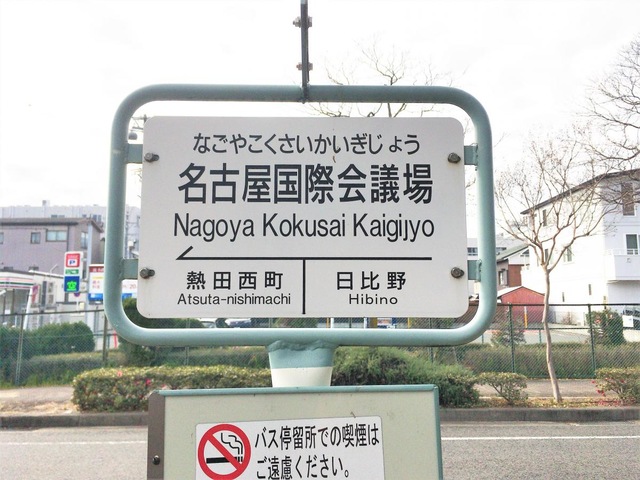 なごやこくさいかいぎじょう
名古屋国際会議場
Nagoya Kokusai Kaigijyo
熱田西町
Atsuta-nishimachi
日比野
Hibino
バス停留所での喫煙は
ご遠慮ください。
P